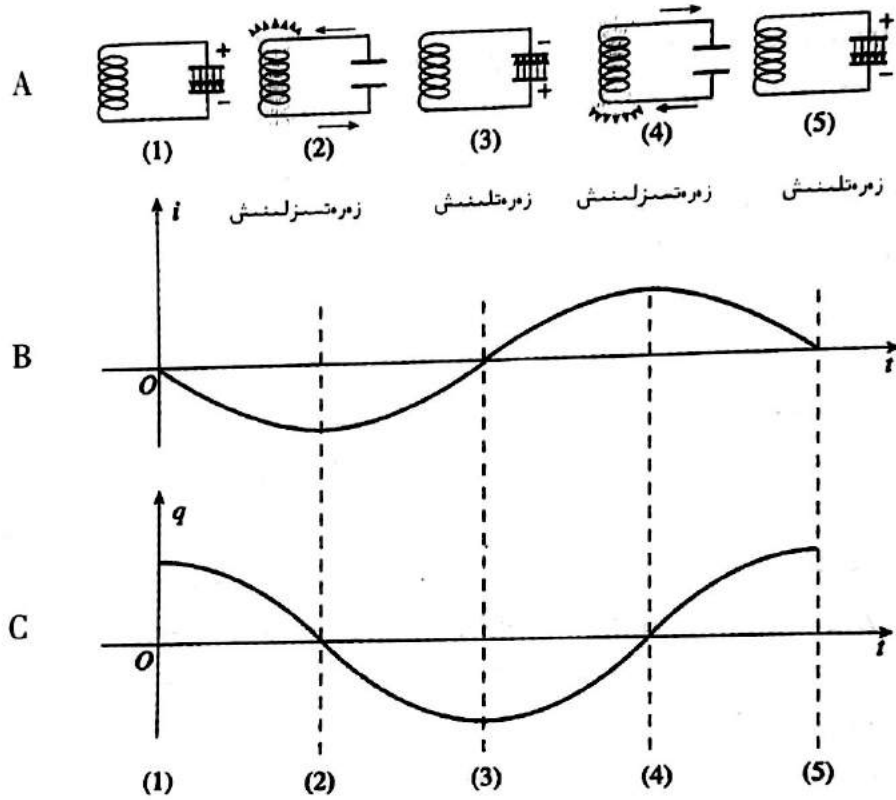 A
+ − − + + −
(1) (2) (3) (4) (5)
زەرەتسىزلىنىش زەرەتلىنىش زەرەتسىزلىنىش زەرەتلىنىش
i
B
O t
q
C
O t
(1) (2) (3) (4) (5)